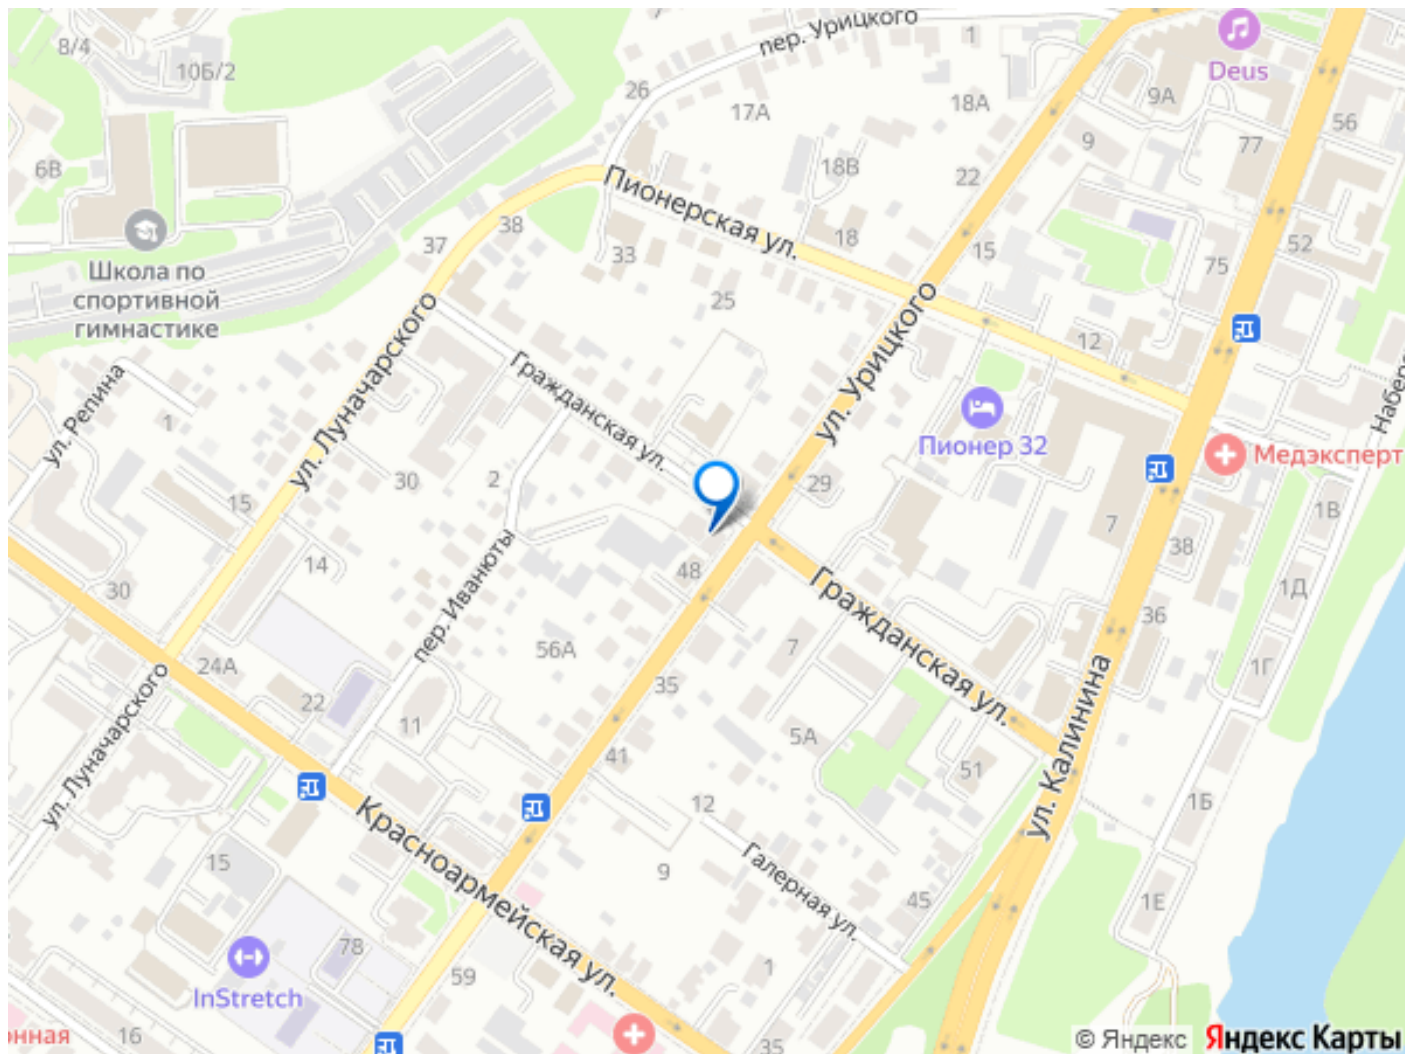 пер. Урицкого
1
Deus
8/4
10Б/2
26
17А
18А
9А
56
9
77
6В
18В
22
Пионерская ул.
38
37
33
18
15
52
75
Школа по
спортивной
гимнастике
25
ул. Урицкого
12
ул. Луначарского
Гражданская ул.
ул. Репина
1
Пионер 32
Медэксперт
2
30
29
15
1В
7
38
48
14
30
пер. Иванюты
Гражданская ул.
1Д
36
7
56А
24А
35
1Г
22
11
5А
ул. Калинина
ул. Луначарского
41
51
12
1Б
Красноармейская ул.
15
9
Галерная ул.
45
1Е
78
59
1
InStretch
16
35
© Яндекс
Яндекс Карты